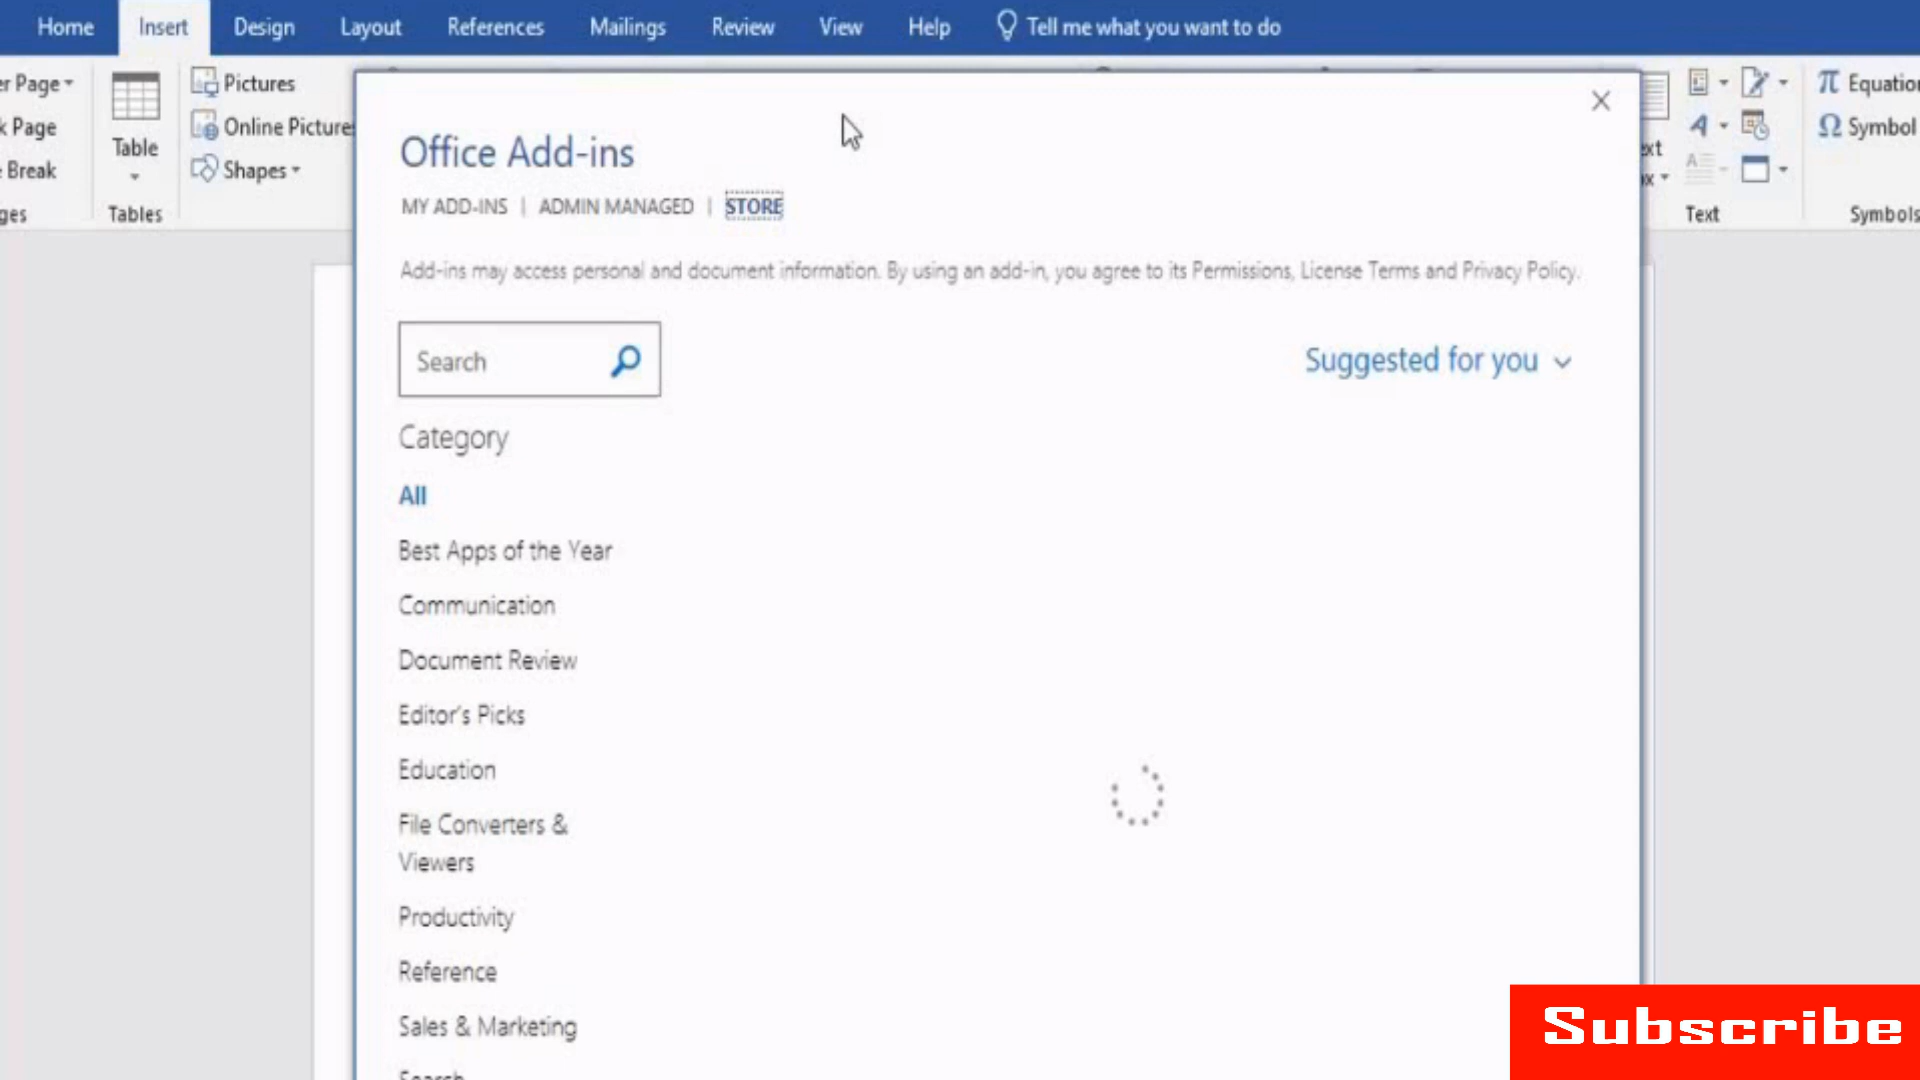 Home Insert Design Layout References Mailings Review View Help Tell me what you want to do
er Page
k Page
Break
ges
Table
Tables
Pictures
Online Picture
Shapes
Office Add-ins
MY ADD-INS | ADMIN MANAGED | STORE
Add-ins may access personal and document information. By using an add-in, you agree to its Permissions, License Terms and Privacy Policy.
Search
Suggested for you
Category
All
Best Apps of the Year
Communication
Document Review
Editor's Picks
Education
File Converters &
Viewers
Productivity
Reference
Sales & Marketing
Search
Text
π Equation
Ω Symbol
Symbols
Subscribe